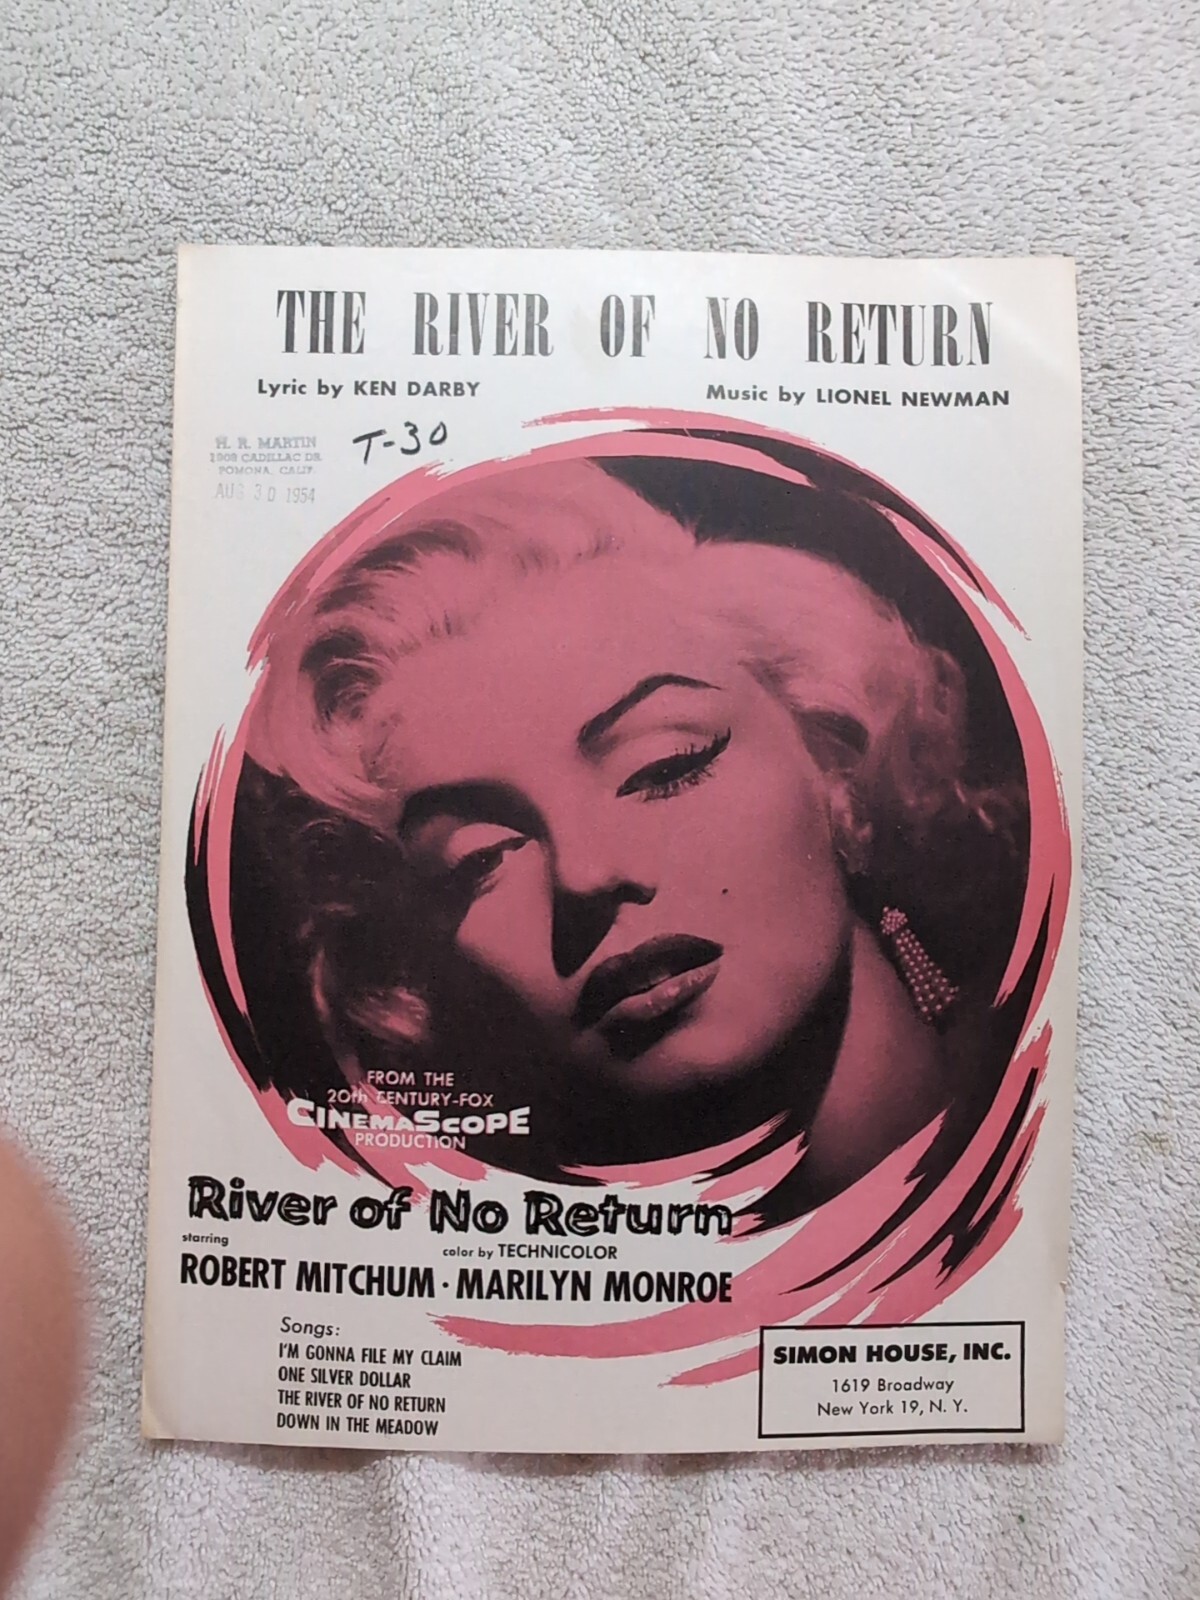 THE RIVER OF NO RETURN
Lyric by KEN DARBY
Music by LIONEL NEWMAN
H. R. MARTIN
1908 CADILLAC DR.
POMONA, CALIF.
AUG 30 1954
T-30
FROM THE
20th CENTURY-FOX
CINEMASCOPE
PRODUCTION
River of No Return
starring
color by TECHNICOLOR
ROBERT MITCHUM · MARILYN MONROE
Songs:
I'M GONNA FILE MY CLAIM
ONE SILVER DOLLAR
THE RIVER OF NO RETURN
DOWN IN THE MEADOW
SIMON HOUSE, INC.
1619 Broadway
New York 19, N. Y.